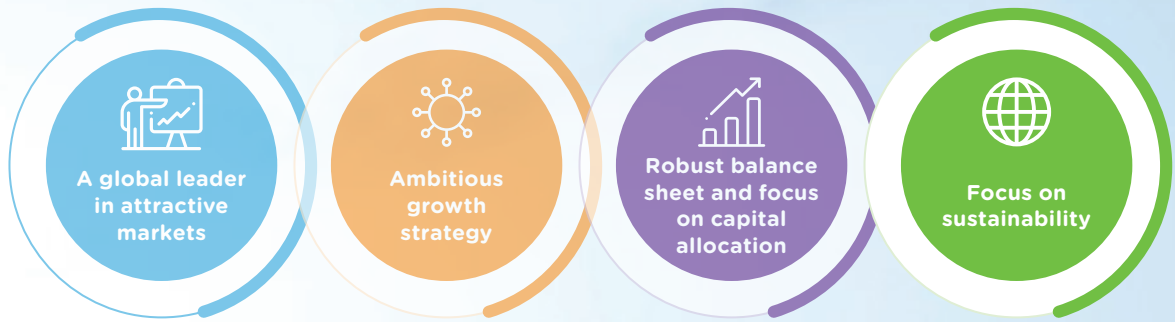 A global leader
in attractive
markets
Ambitious
growth
strategy
Robust balance
sheet and focus
on capital
allocation
Focus on
sustainability